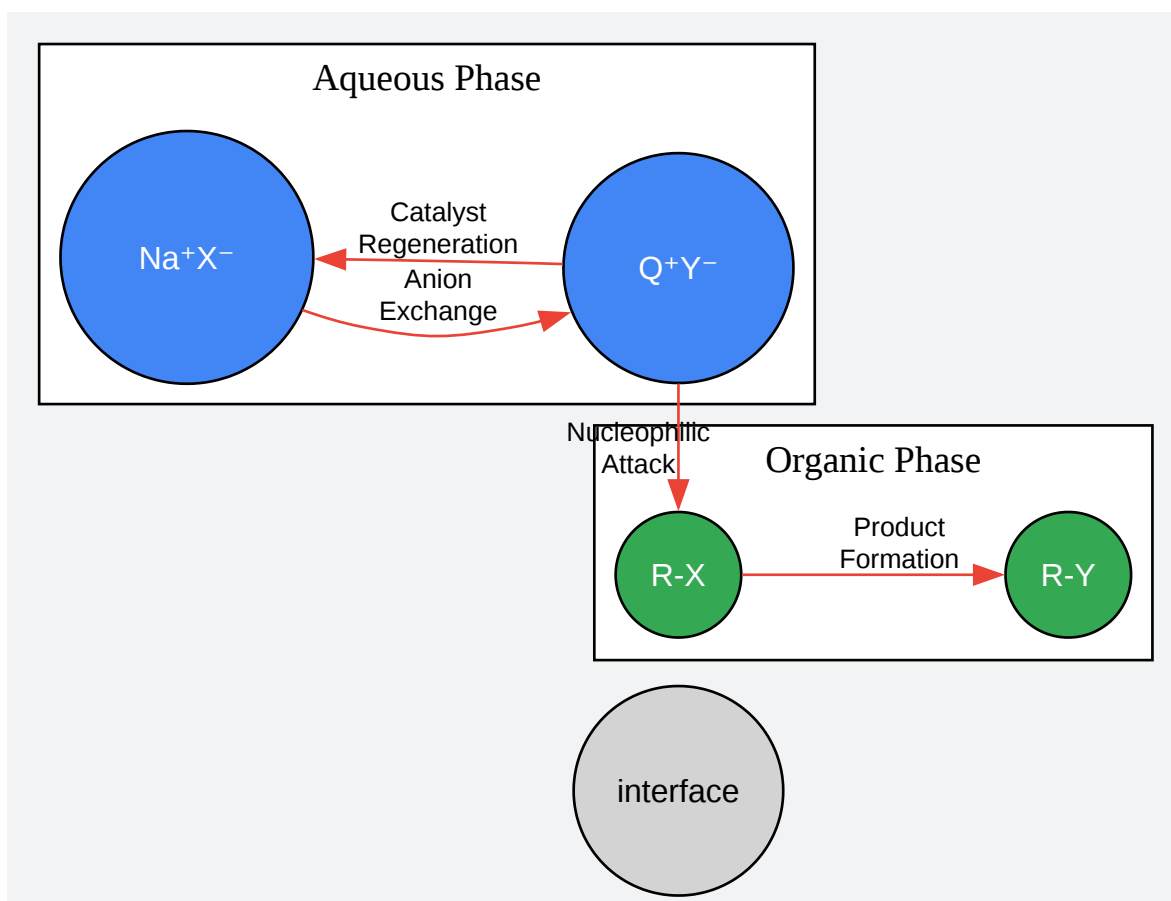 Aqueous Phase
Catalyst
Regeneration
Na⁺X⁻
Q⁺Y⁻
Anion
Exchange
Nucleophilic
Attack
Organic Phase
Product
Formation
R-X
R-Y
interface